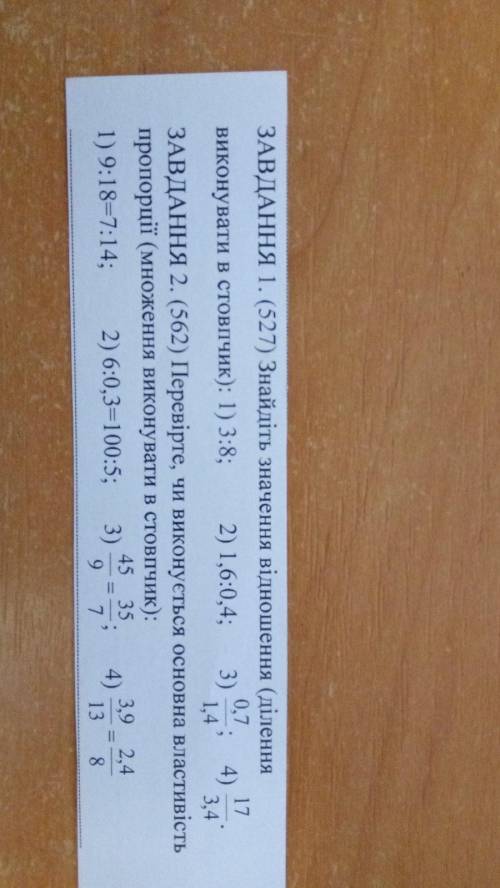 ЗАВДАННЯ 1. (527) Знайдіть значення відношення (ділення
виконувати в стовпчик): 1) 3:8; 2) 1,6:0,4; 3) 0,7/1,4; 4) 17/3,4.
ЗАВДАННЯ 2. (562) Перевірте, чи виконується основна властивість
пропорції (множення виконувати в стовпчик):
1) 9:18=7:14; 2) 6:0,3=100:5; 3) 45/9 = 35/7; 4) 3,9/13 = 2,4/8